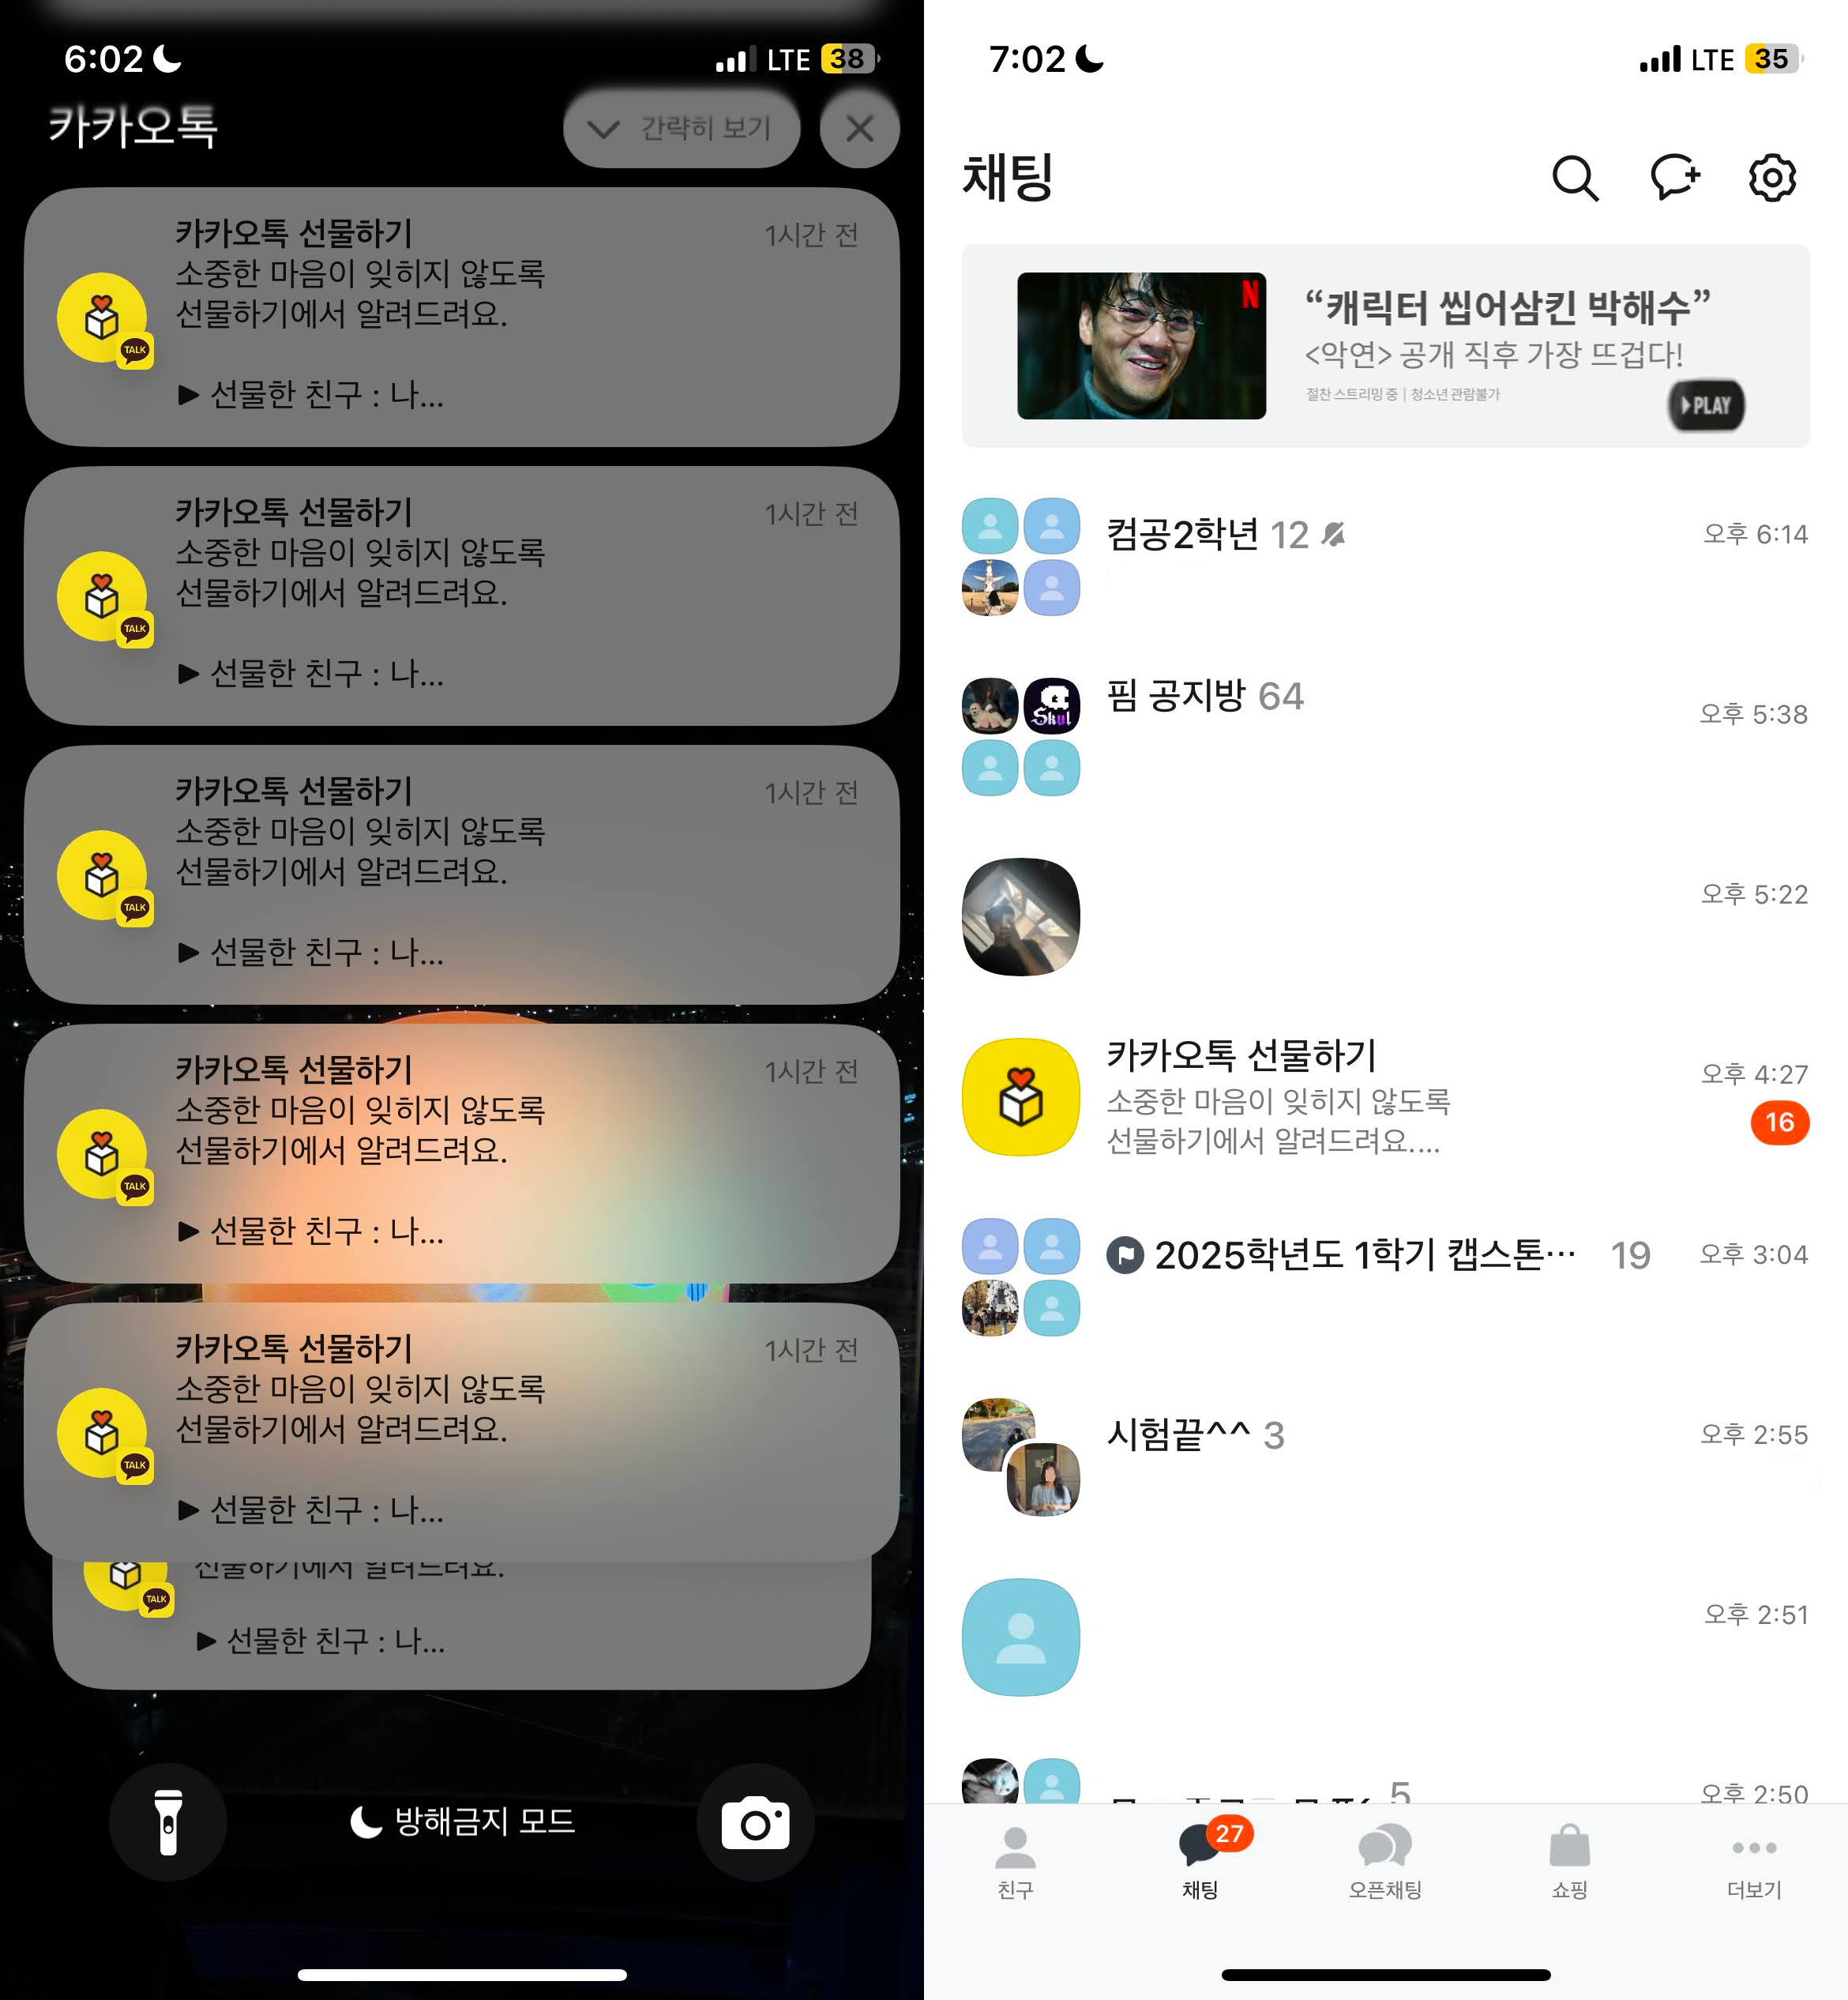 6:02
LTE 38
카카오톡
간략히 보기
카카오톡 선물하기
1시간 전
소중한 마음이 잊히지 않도록
선물하기에서 알려드려요.
▶ 선물한 친구 : 나...
TALK
카카오톡 선물하기
1시간 전
소중한 마음이 잊히지 않도록
선물하기에서 알려드려요.
▶ 선물한 친구 : 나...
TALK
카카오톡 선물하기
1시간 전
소중한 마음이 잊히지 않도록
선물하기에서 알려드려요.
▶ 선물한 친구 : 나...
TALK
카카오톡 선물하기
1시간 전
소중한 마음이 잊히지 않도록
선물하기에서 알려드려요.
▶ 선물한 친구 : 나...
TALK
카카오톡 선물하기
1시간 전
소중한 마음이 잊히지 않도록
선물하기에서 알려드려요.
▶ 선물한 친구 : 나...
TALK
선물하기에서 알려드려요.
▶ 선물한 친구 : 나...
TALK
방해금지 모드
7:02
LTE 35
채팅
N
“캐릭터 씹어삼킨 박해수”
<악연> 공개 직후 가장 뜨겁다!
절찬 스트리밍 중 | 청소년 관람불가
PLAY
컴공2학년 12
오후 6:14
핌 공지방 64
오후 5:38
Skul
오후 5:22
카카오톡 선물하기
오후 4:27
소중한 마음이 잊히지 않도록
선물하기에서 알려드려요....
16
2025학년도 1학기 캡스톤… 19
오후 3:04
시험끝^^ 3
오후 2:55
오후 2:51
5
오후 2:50
27
친구
채팅
오픈채팅
쇼핑
더보기